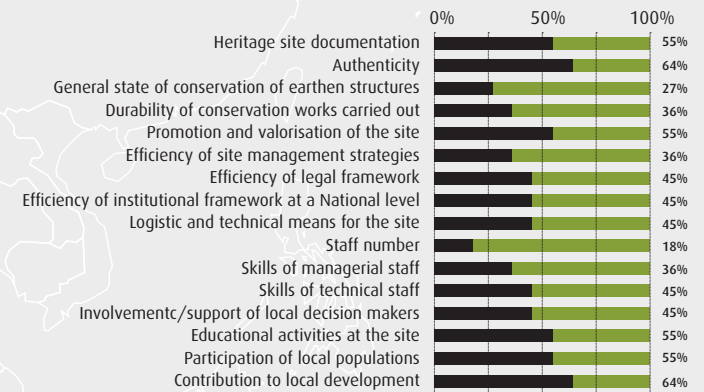 0% 50% 100%
Heritage site documentation 55%
Authenticity 64%
General state of conservation of earthen structures 27%
Durability of conservation works carried out 36%
Promotion and valorisation of the site 55%
Efficiency of site management strategies 36%
Efficiency of legal framework 45%
Efficiency of institutional framework at a National level 45%
Logistic and technical means for the site 45%
Staff number 18%
Skills of managerial staff 36%
Skills of technical staff 45%
Involvementc/support of local decision makers 45%
Educational activities at the site 55%
Participation of local populations 55%
Contribution to local development 64%